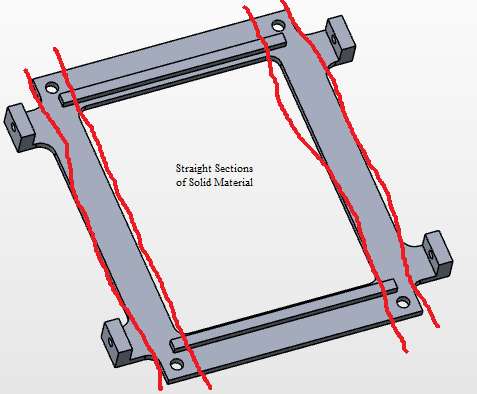 Straight Sections
of Solid Material